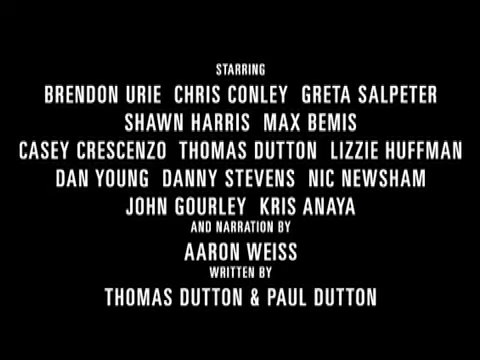 STARRING
BRENDON URIE CHRIS CONLEY GRETA SALPETER
SHAWN HARRIS MAX BEMIS
CASEY CRESCENZO THOMAS DUTTON LIZZIE HUFFMAN
DAN YOUNG DANNY STEVENS NIC NEWSHAM
JOHN GOURLEY KRIS ANAYA
AND NARRATION BY
AARON WEISS
WRITTEN BY
THOMAS DUTTON & PAUL DUTTON